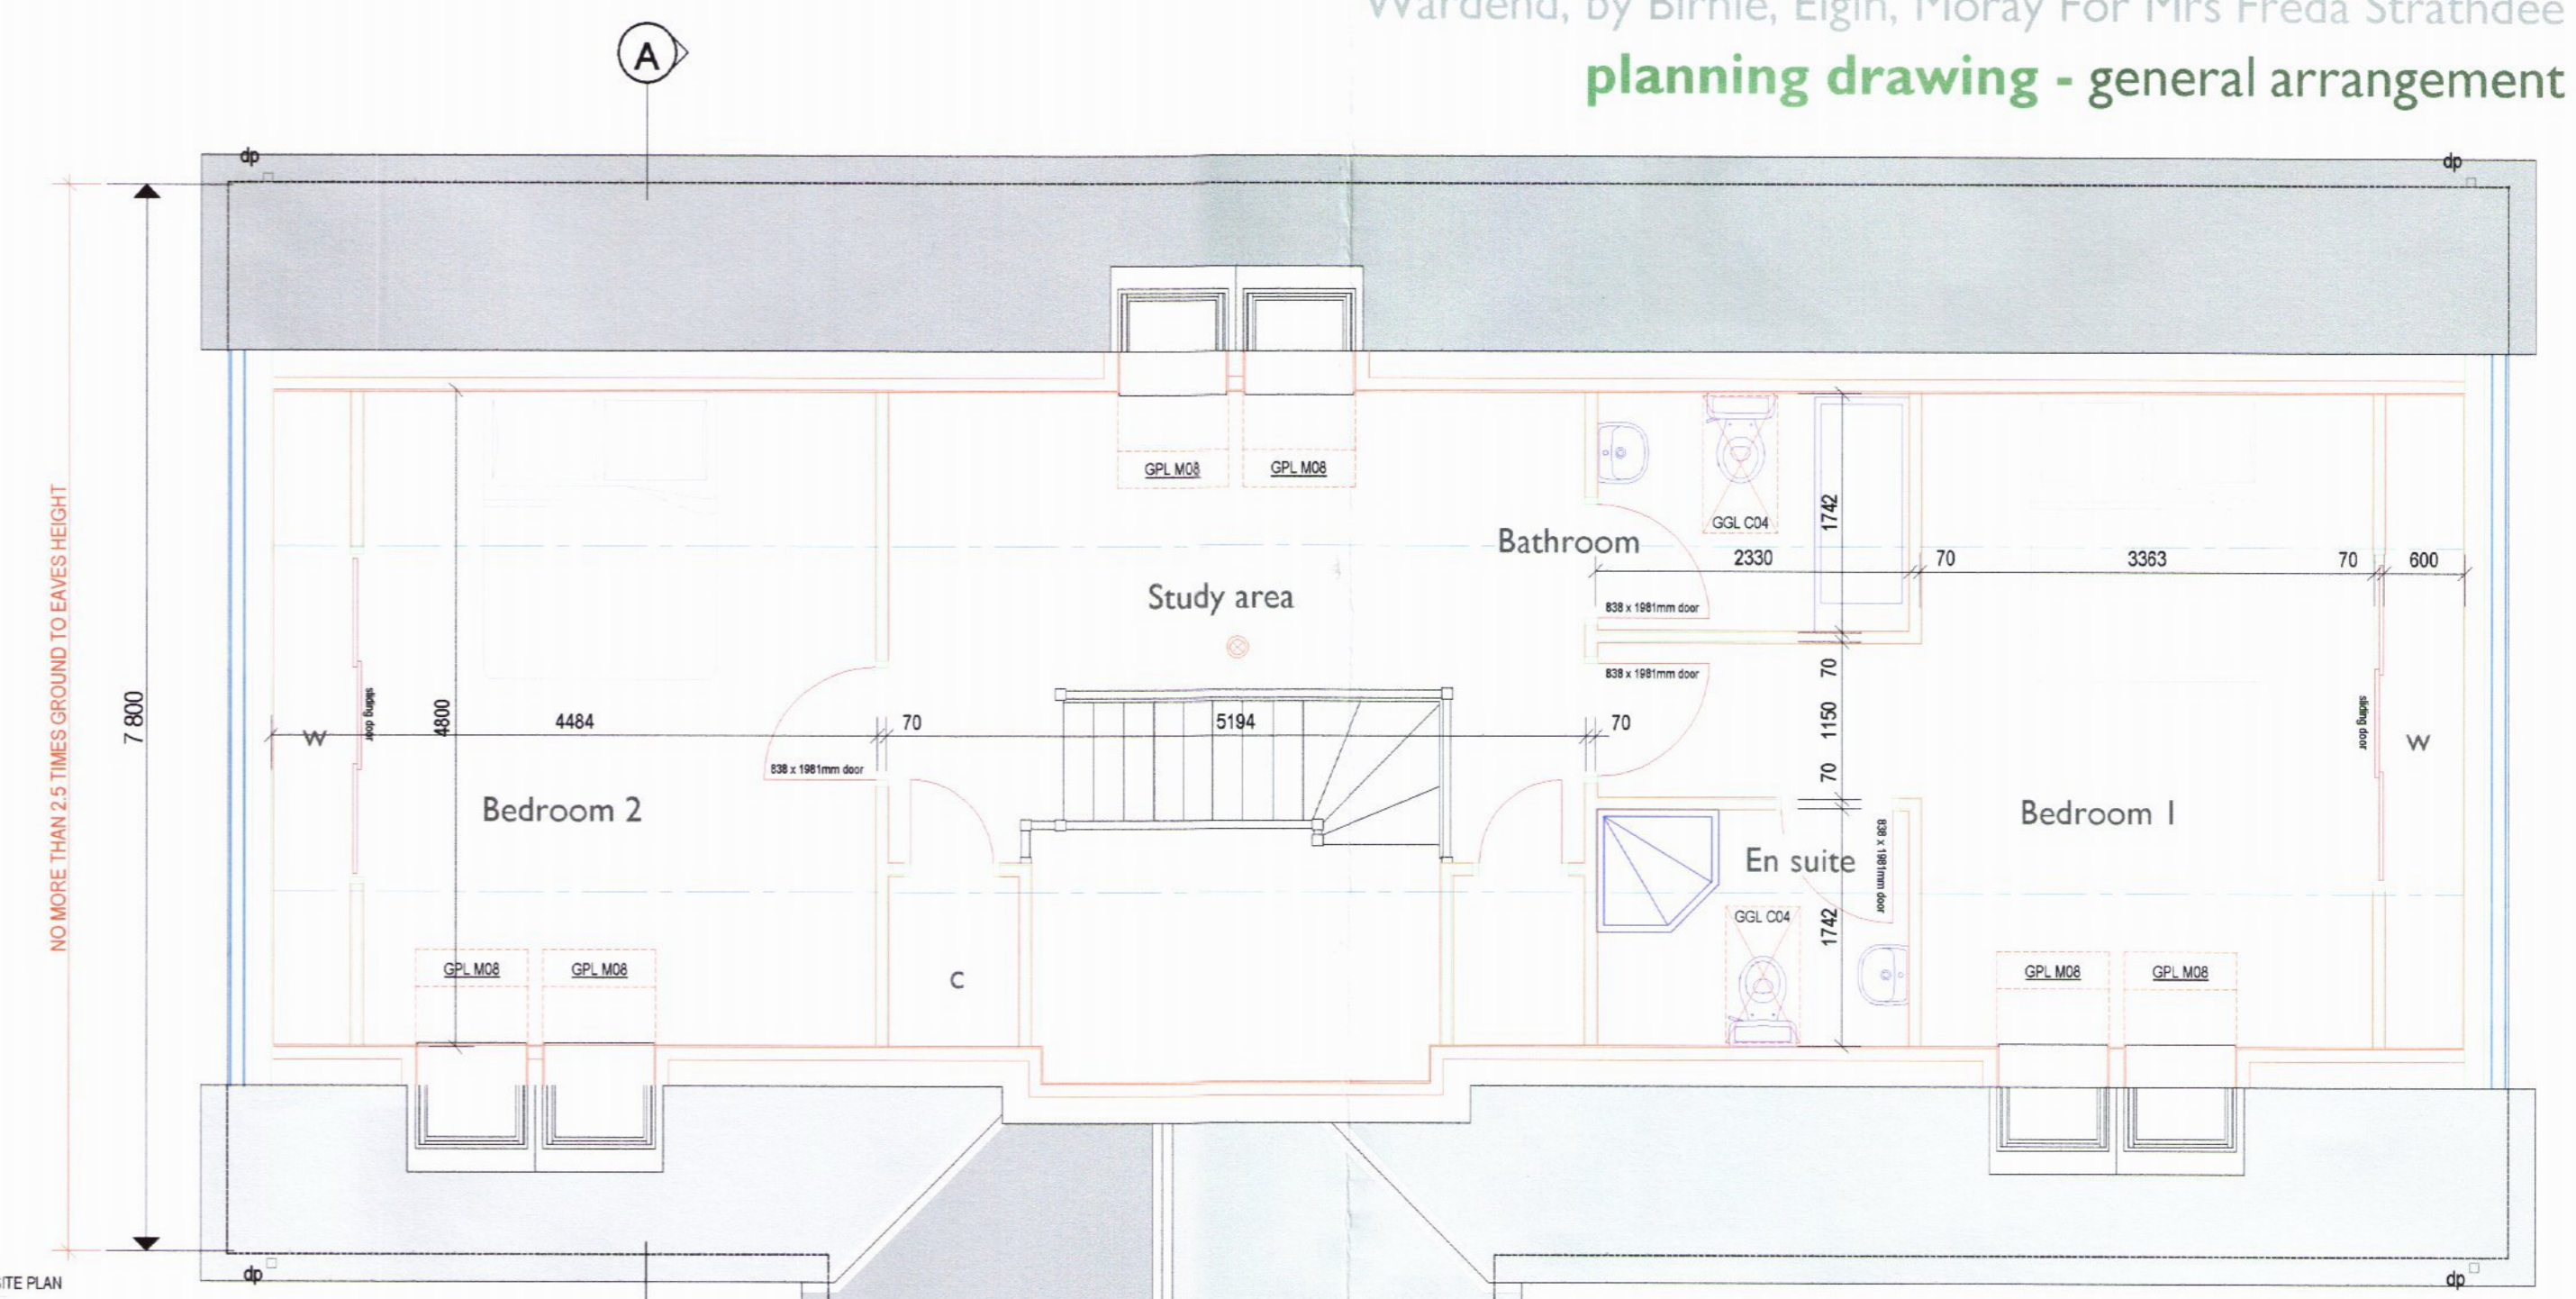 Wardend, by Birnie, Elgin, Moray For Mrs Freda Strathdee
planning drawing - general arrangement
A
dp
dp
NO MORE THAN 2.5 TIMES GROUND TO EAVES HEIGHT
7 800
GPL M08
GPL M08
GGL C04
1742
Bathroom
2330
70
3363
70
600
Study area
838 x 1981mm door
838 x 1981mm door
70
1150
70
sliding door
W
4800
4484
70
5194
70
sliding door
W
838 x 1981mm door
Bedroom 2
Bedroom 1
En suite
838 x 1981mm door
GGL C04
1742
GPL M08
GPL M08
C
GPL M08
GPL M08
dp
dp
ITE PLAN